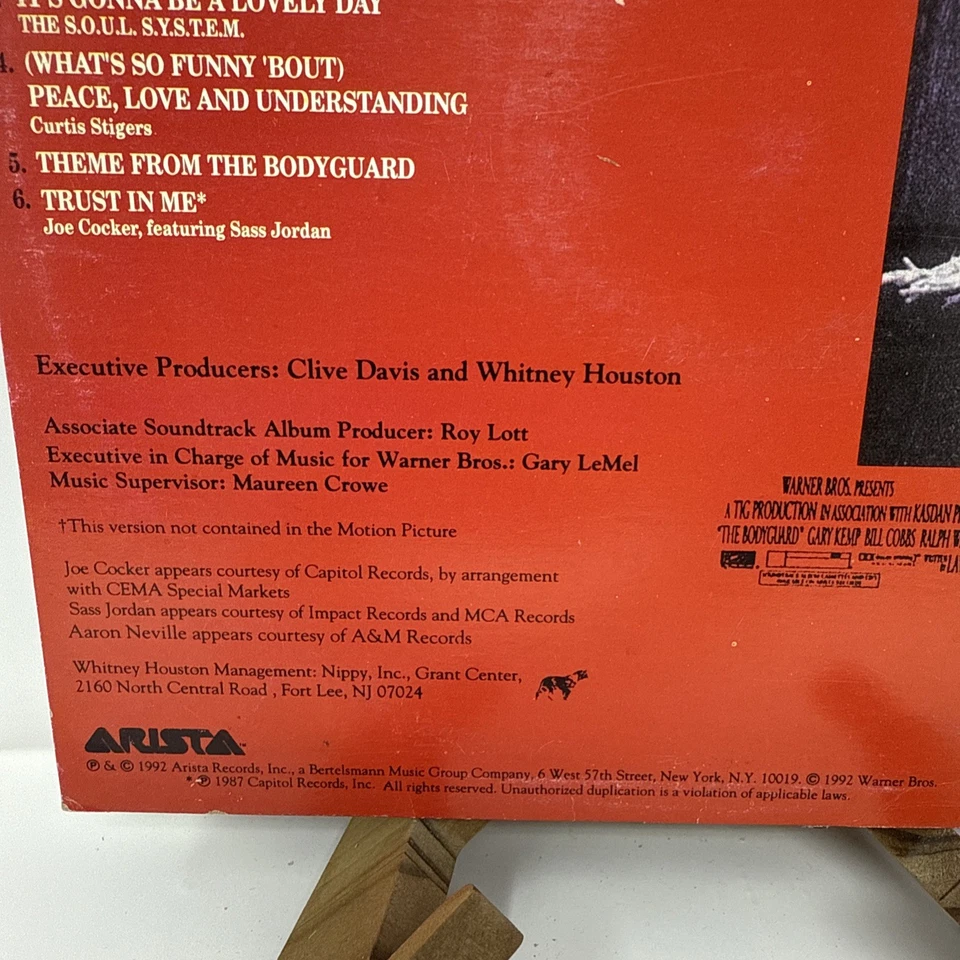 IT'S GONNA BE A LOVELY DAY
THE S.O.U.L. S.Y.S.T.E.M.
4. (WHAT'S SO FUNNY 'BOUT)
PEACE, LOVE AND UNDERSTANDING
Curtis Stigers
5. THEME FROM THE BODYGUARD
6. TRUST IN ME*
Joe Cocker, featuring Sass Jordan
Executive Producers: Clive Davis and Whitney Houston
Associate Soundtrack Album Producer: Roy Lott
Executive in Charge of Music for Warner Bros.: Gary LeMel
Music Supervisor: Maureen Crowe
†This version not contained in the Motion Picture
Joe Cocker appears courtesy of Capitol Records, by arrangement
with CEMA Special Markets
Sass Jordan appears courtesy of Impact Records and MCA Records
Aaron Neville appears courtesy of A&M Records
Whitney Houston Management: Nippy, Inc., Grant Center,
2160 North Central Road , Fort Lee, NJ 07024
WARNER BROS. PRESENTS
A TIG PRODUCTION IN ASSOCIATION WITH KASDAN P
"THE BODYGUARD" GARY KEMP BILL COBBS RALPH W
ARISTA™
℗ & © 1992 Arista Records, Inc., a Bertelsmann Music Group Company, 6 West 57th Street, New York, N.Y. 10019. © 1992 Warner Bros.
* ℗ 1987 Capitol Records, Inc. All rights reserved. Unauthorized duplication is a violation of applicable laws.